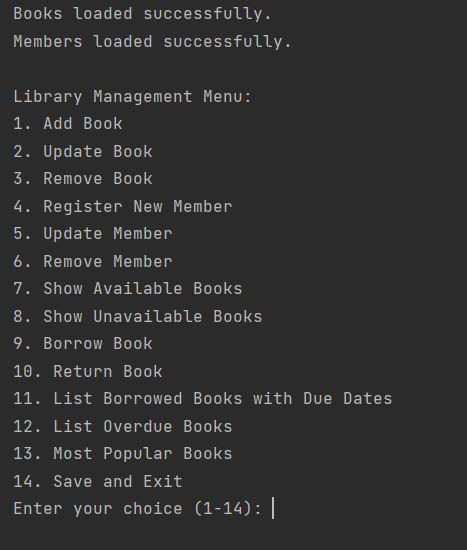 Books loaded successfully.
Members loaded successfully.
Library Management Menu:
1. Add Book
2. Update Book
3. Remove Book
4. Register New Member
5. Update Member
6. Remove Member
7. Show Available Books
8. Show Unavailable Books
9. Borrow Book
10. Return Book
11. List Borrowed Books with Due Dates
12. List Overdue Books
13. Most Popular Books
14. Save and Exit
Enter your choice (1-14):